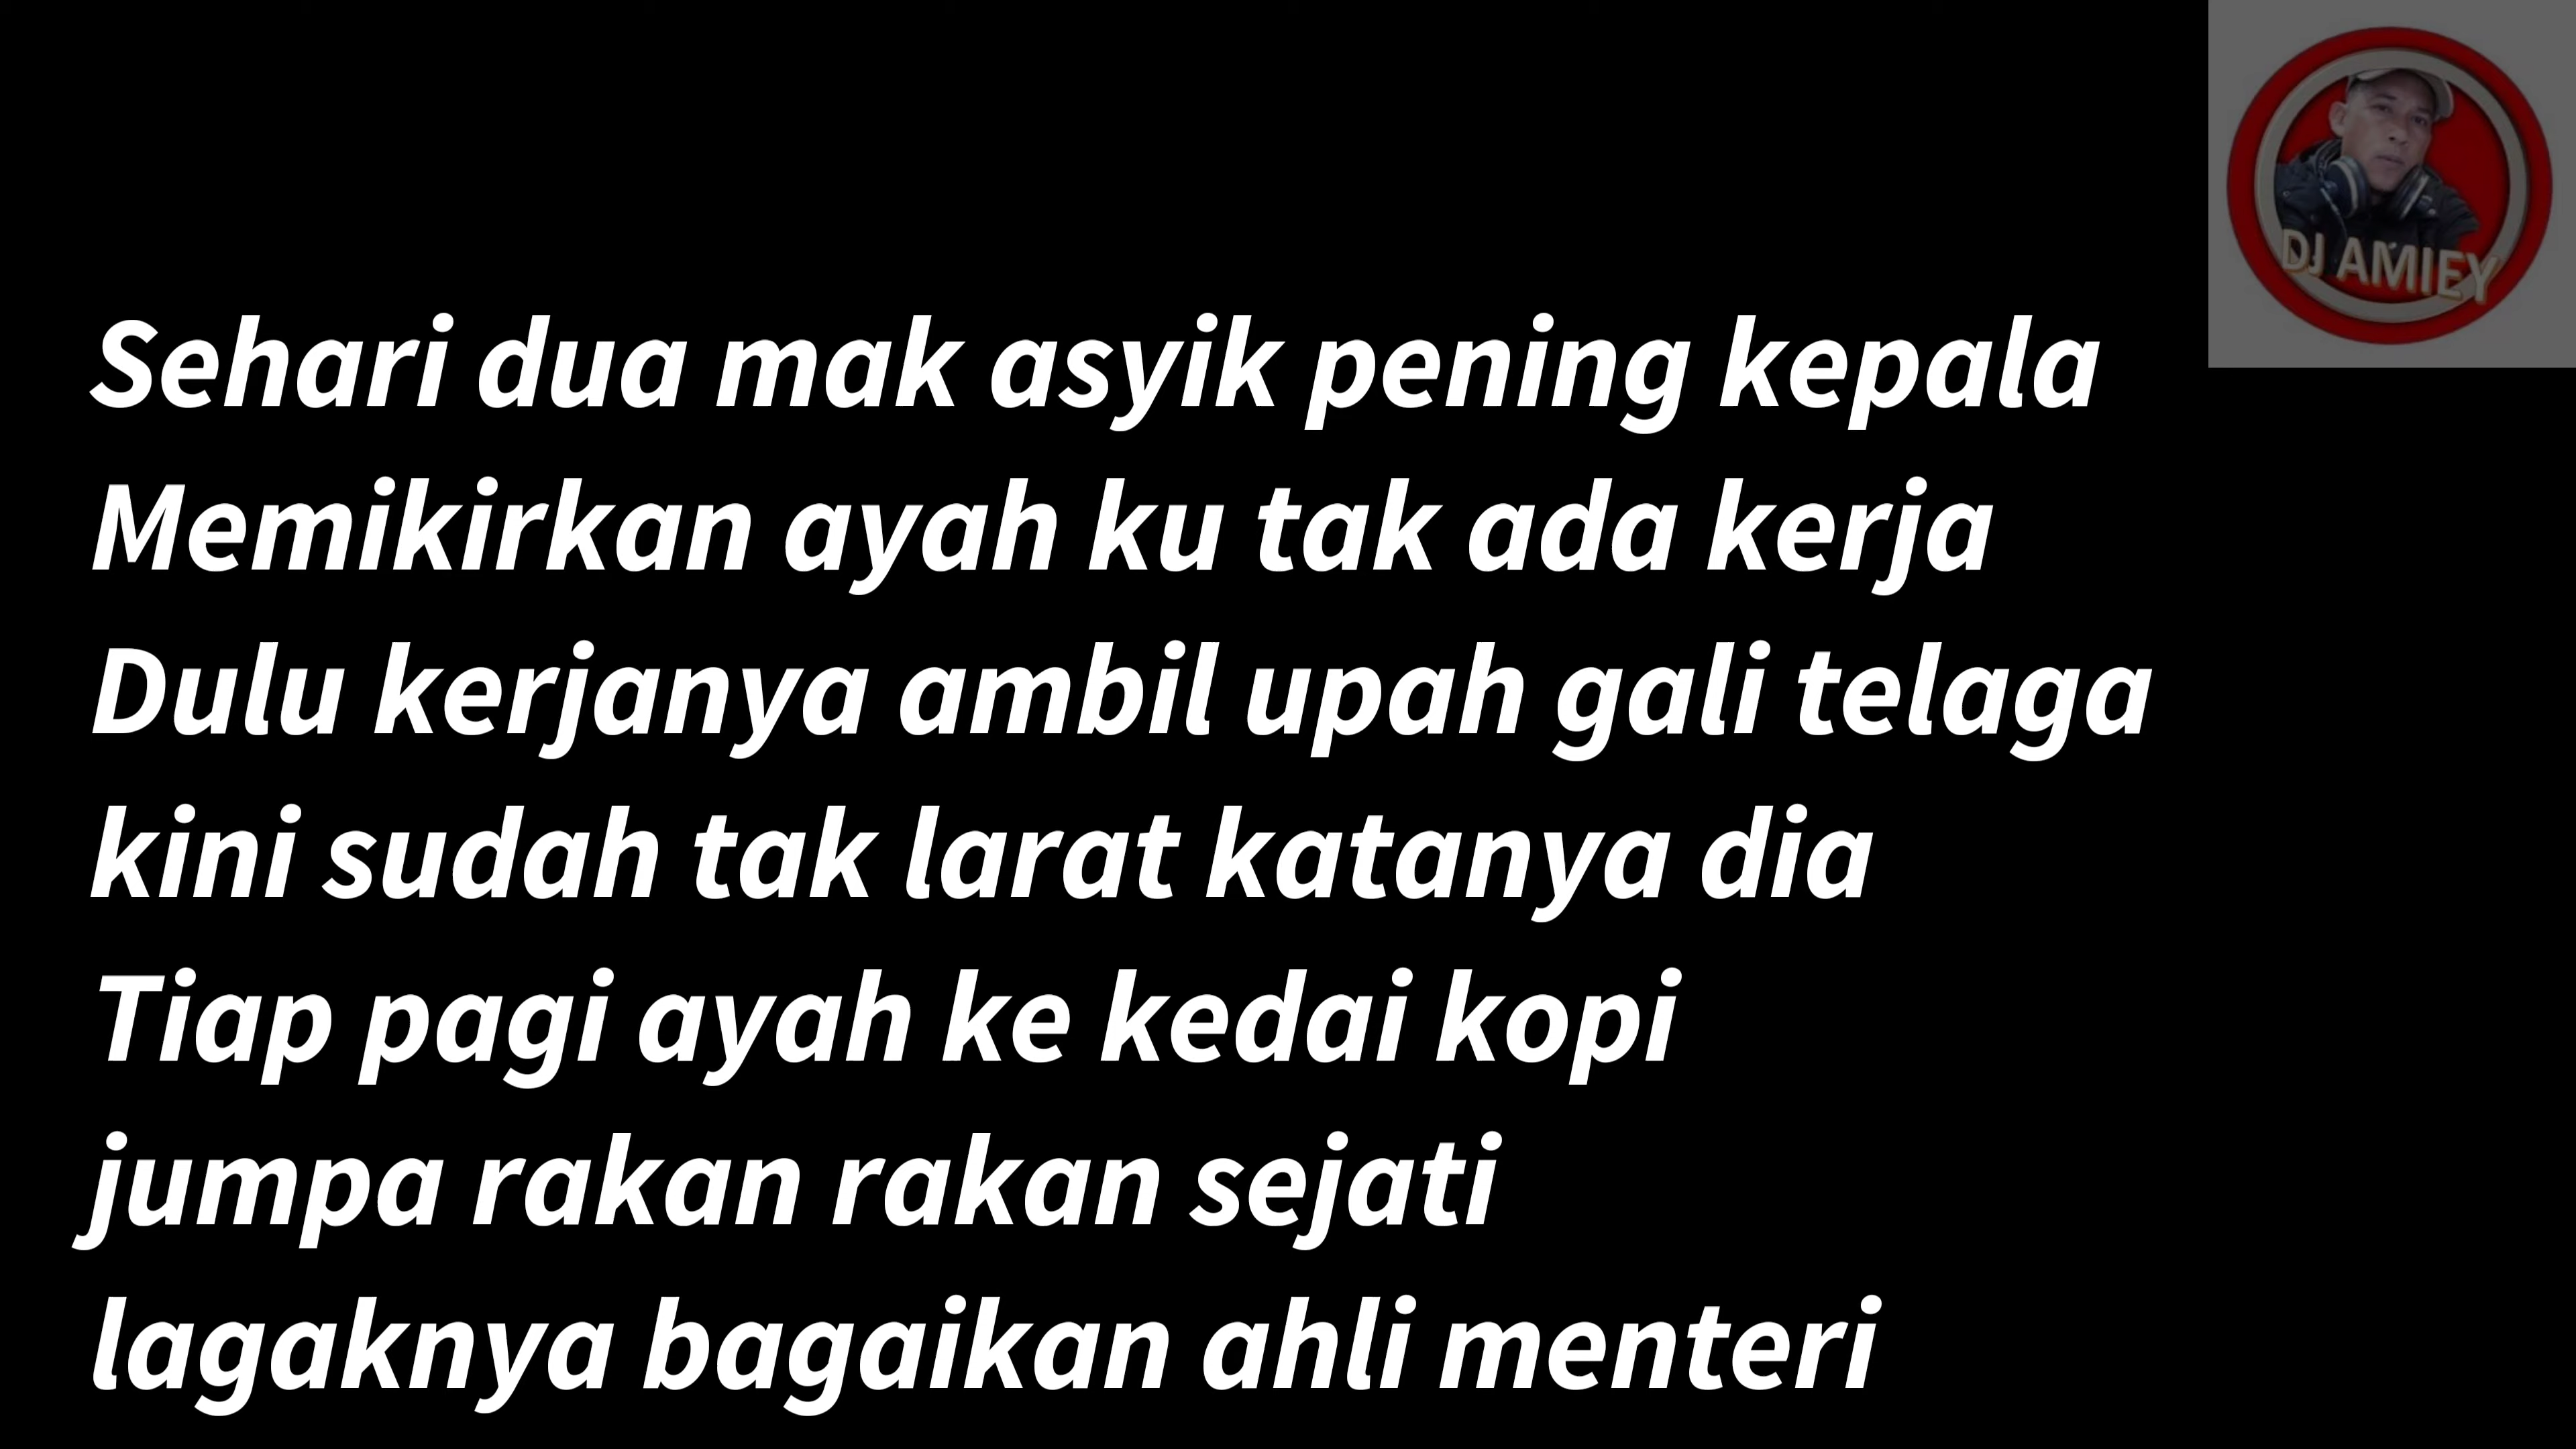 DJ AMIEY
Sehari dua mak asyik pening kepala
Memikirkan ayah ku tak ada kerja
Dulu kerjanya ambil upah gali telaga
kini sudah tak larat katanya dia
Tiap pagi ayah ke kedai kopi
jumpa rakan rakan sejati
lagaknya bagaikan ahli menteri